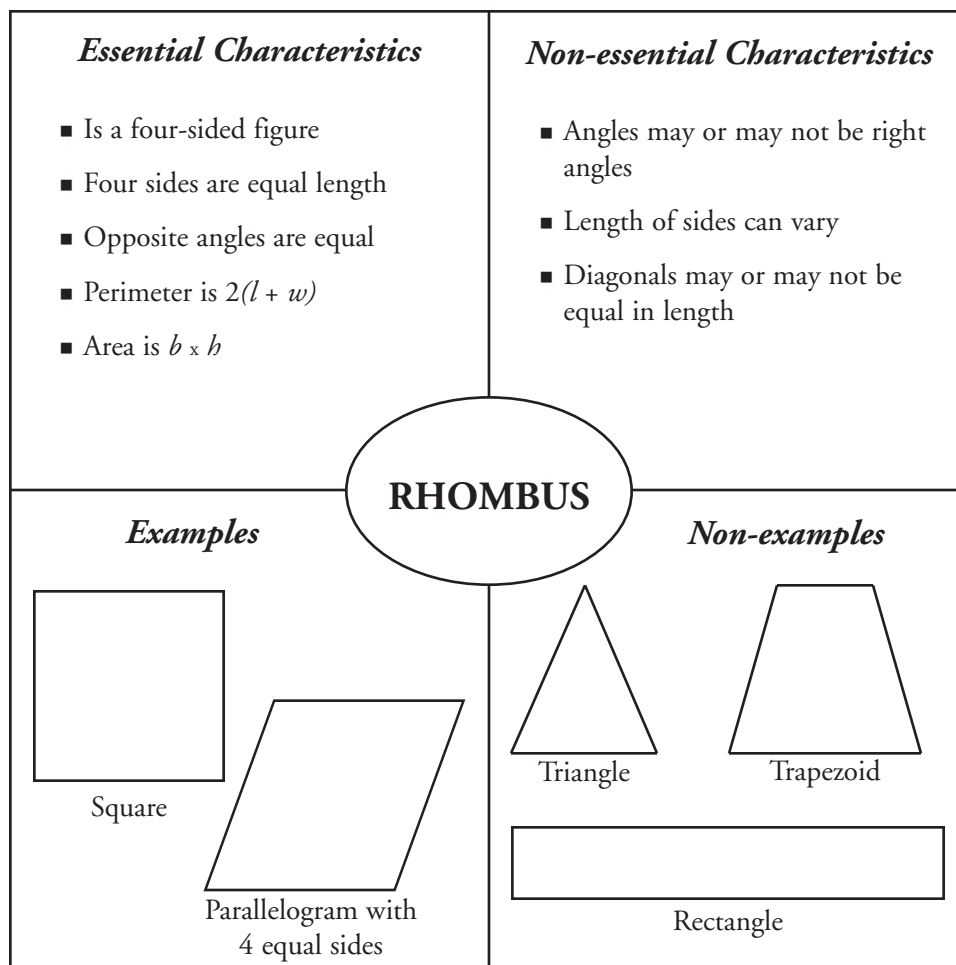 Essential Characteristics
■ Is a four-sided figure
■ Four sides are equal length
■ Opposite angles are equal
■ Perimeter is 2(l + w)
■ Area is b x h
Non-essential Characteristics
■ Angles may or may not be right
angles
■ Length of sides can vary
■ Diagonals may or may not be
equal in length
RHOMBUS
Examples
Square
Parallelogram with
4 equal sides
Non-examples
Triangle
Trapezoid
Rectangle